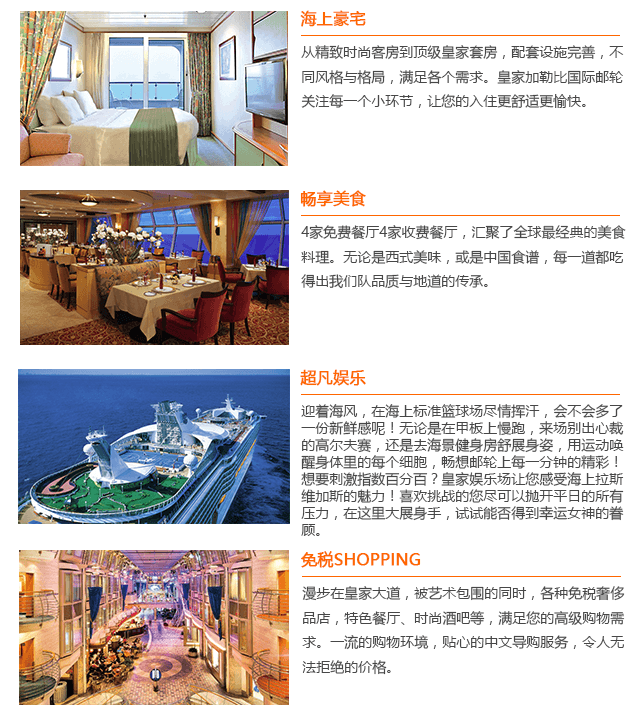 海上豪宅
从精致时尚客房到顶级皇家套房，配套设施完善，不
同风格与格局，满足各个需求。皇家加勒比国际邮轮
关注每一个小环节，让您的入住更舒适更愉快。
畅享美食
4家免费餐厅4家收费餐厅，汇聚了全球最经典的美食
料理。无论是西式美味，或是中国食谱，每一道都吃
得出我们队品质与地道的传承。
超凡娱乐
迎着海风，在海上标准篮球场尽情挥汗，会不会多了
一份新鲜感呢！无论是在甲板上慢跑，来场别出心裁
的高尔夫赛，还是去海景健身房舒展身姿，用运动唤
醒身体里的每个细胞，畅想邮轮上每一分钟的精彩！
想要刺激指数百分百？皇家娱乐场让您感受海上拉斯
维加斯的魅力！喜欢挑战的您尽可以抛开平日的所有
压力，在这里大展身手，试试能否得到幸运女神的眷
顾。
免税SHOPPING
漫步在皇家大道，被艺术包围的同时，各种免税奢侈
品店，特色餐厅、时尚酒吧等，满足您的高级购物需
求。一流的购物环境，贴心的中文导购服务，令人无
法拒绝的价格。